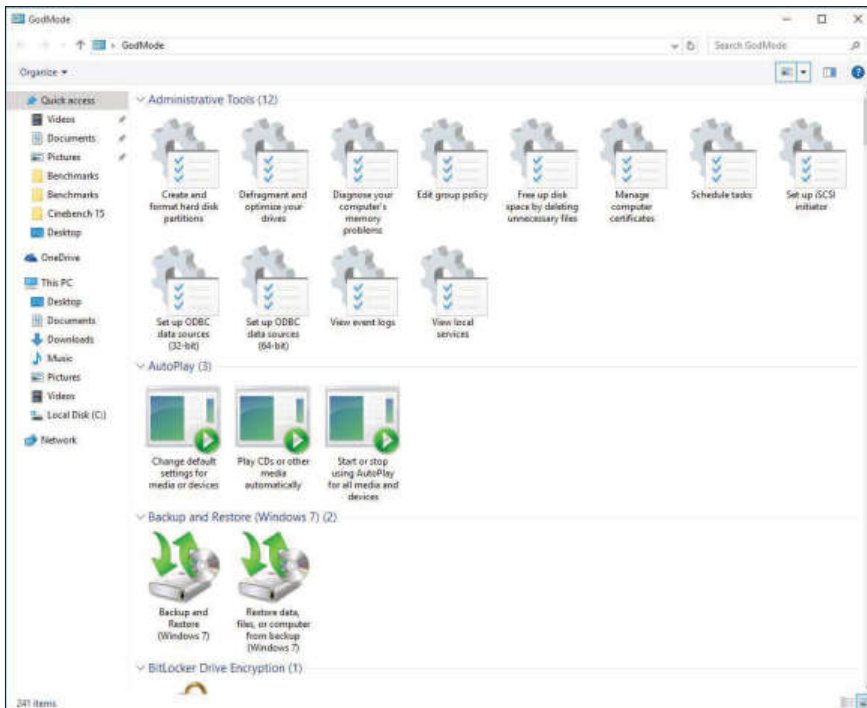 GodMode
GodMode
Search GodMode
Organize
Quick access
Videos
Documents
Pictures
Benchmarks
Benchmarks
Cinebench 15
Desktop
OneDrive
This PC
Desktop
Documents
Downloads
Music
Pictures
Videos
Local Disk (C:)
Network
Administrative Tools (12)
Create and
format hard disk
partitions
Defragment and
optimize your
drives
Diagnose your
computer's
memory
problems
Edit group policy
Free up disk
space by deleting
unnecessary files
Manage
computer
certificates
Schedule tasks
Set up iSCSI
initiator
Set up ODBC
data sources
(32-bit)
Set up ODBC
data sources
(64-bit)
View event logs
View local
services
AutoPlay (3)
Change default
settings for
media or devices
Play CDs or other
media
automatically
Start or stop
using AutoPlay
for all media and
devices
Backup and Restore (Windows 7) (2)
Backup and
Restore
(Windows 7)
Restore data,
files, or computer
from backup
(Windows 7)
BitLocker Drive Encryption (1)
241 items